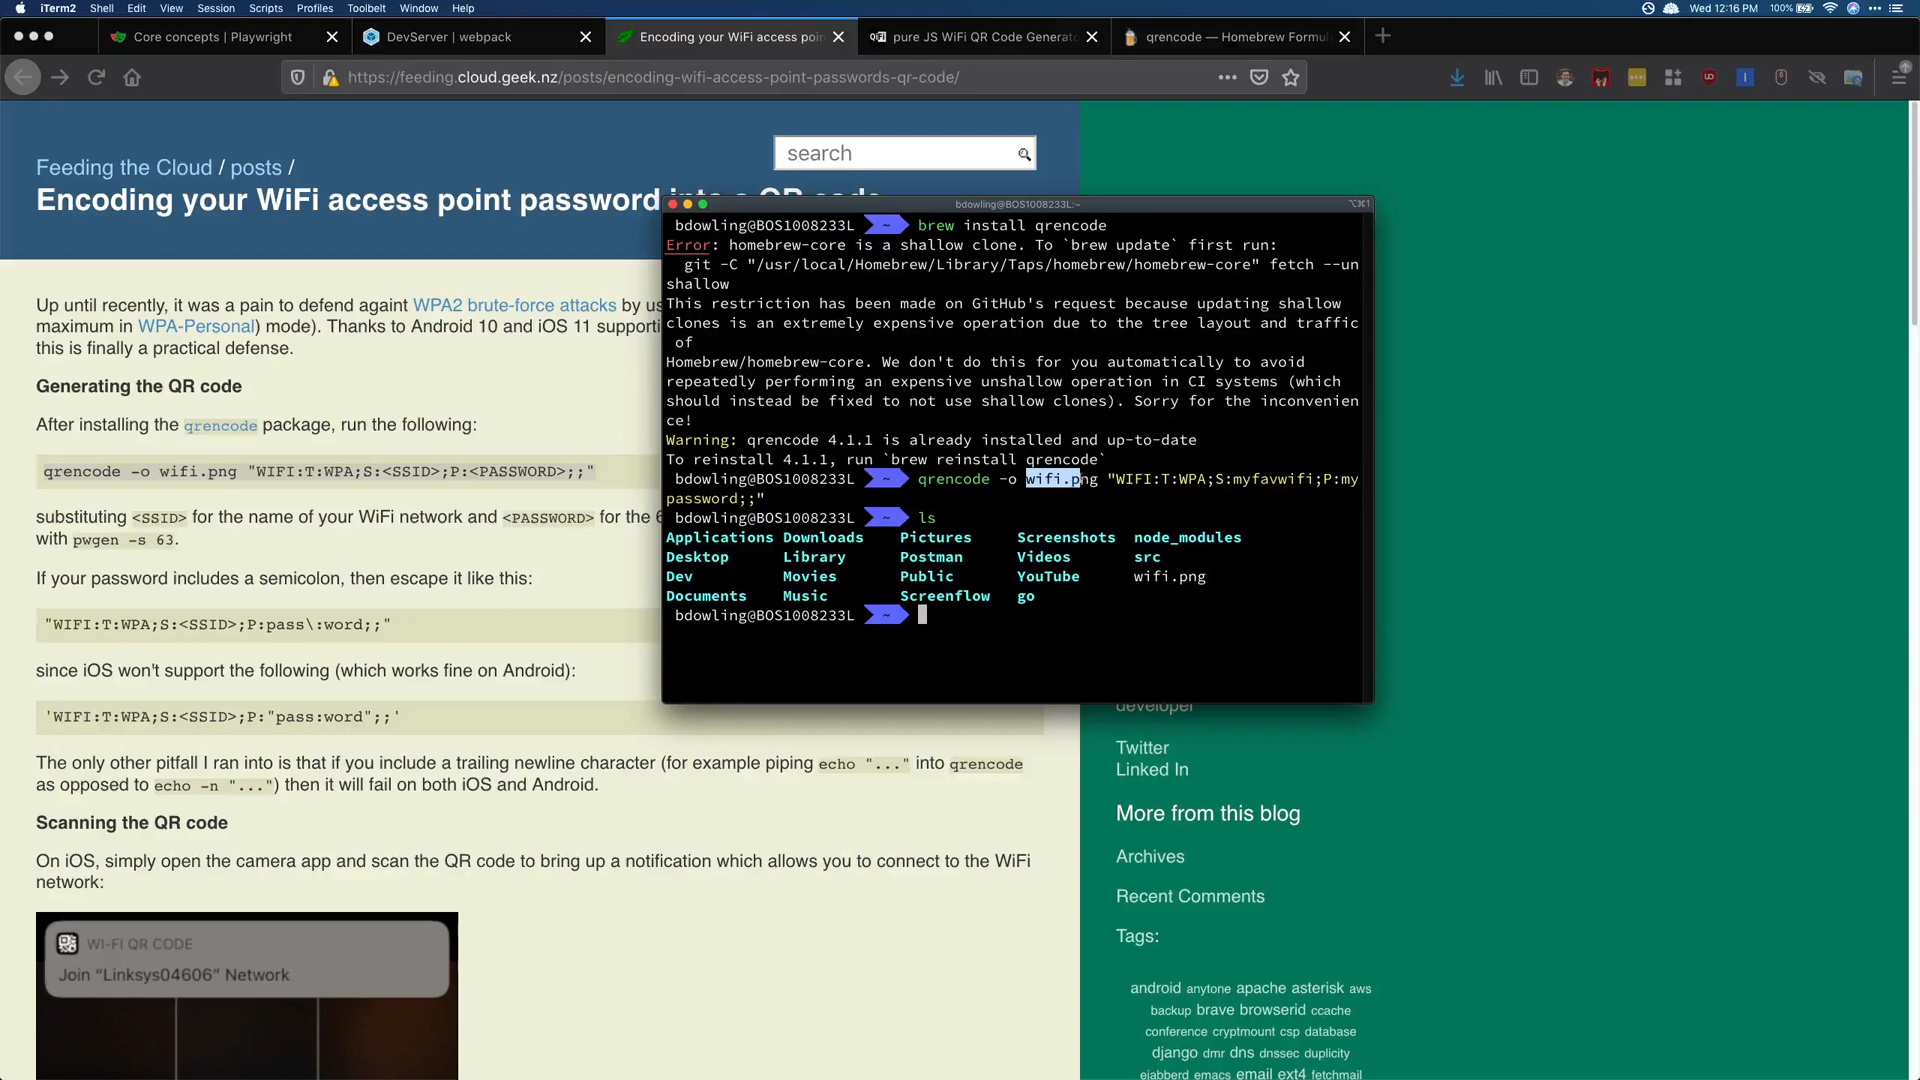 iTerm2 Shell Edit View Session Scripts Profiles Toolbelt Window Help
Wed 12:16 PM 100%
Core concepts | Playwright
DevServer | webpack
Encoding your WiFi access poin
pure JS WiFi QR Code Generato
qrencode — Homebrew Formul
https://feeding.cloud.geek.nz/posts/encoding-wifi-access-point-passwords-qr-code/
search
Feeding the Cloud / posts /
Encoding your WiFi access point password into a QR code
Up until recently, it was a pain to defend againt WPA2 brute-force attacks by us
maximum in WPA-Personal) mode). Thanks to Android 10 and iOS 11 supporti
this is finally a practical defense.
Generating the QR code
After installing the qrencode package, run the following:
qrencode -o wifi.png "WIFI:T:WPA;S:<SSID>;P:<PASSWORD>;;"
substituting <SSID> for the name of your WiFi network and <PASSWORD> for the 6
with pwgen -s 63.
If your password includes a semicolon, then escape it like this:
"WIFI:T:WPA;S:<SSID>;P:pass\:word;;"
since iOS won't support the following (which works fine on Android):
'WIFI:T:WPA;S:<SSID>;P:"pass:word";;'
The only other pitfall I ran into is that if you include a trailing newline character (for example piping echo "..." into qrencode
as opposed to echo -n "...") then it will fail on both iOS and Android.
Scanning the QR code
On iOS, simply open the camera app and scan the QR code to bring up a notification which allows you to connect to the WiFi
network:
WI-FI QR CODE
Join “Linksys04606” Network
bdowling@BOS1008233L:~
⌥⌘1
bdowling@BOS1008233L ~ brew install qrencode
Error: homebrew-core is a shallow clone. To `brew update` first run:
git -C "/usr/local/Homebrew/Library/Taps/homebrew/homebrew-core" fetch --un
shallow
This restriction has been made on GitHub's request because updating shallow
clones is an extremely expensive operation due to the tree layout and traffic
of
Homebrew/homebrew-core. We don't do this for you automatically to avoid
repeatedly performing an expensive unshallow operation in CI systems (which
should instead be fixed to not use shallow clones). Sorry for the inconvenien
ce!
Warning: qrencode 4.1.1 is already installed and up-to-date
To reinstall 4.1.1, run `brew reinstall qrencode`
bdowling@BOS1008233L ~ qrencode -o wifi.png "WIFI:T:WPA;S:myfavwifi;P:my
password;;"
bdowling@BOS1008233L ~ ls
Applications Downloads Pictures Screenshots node_modules
Desktop Library Postman Videos src
Dev Movies Public YouTube wifi.png
Documents Music Screenflow go
bdowling@BOS1008233L ~
developer
Twitter
Linked In
More from this blog
Archives
Recent Comments
Tags:
android anytone apache asterisk aws
backup brave browserid ccache
conference cryptmount csp database
django dmr dns dnssec duplicity
ejabberd emacs email ext4 fetchmail